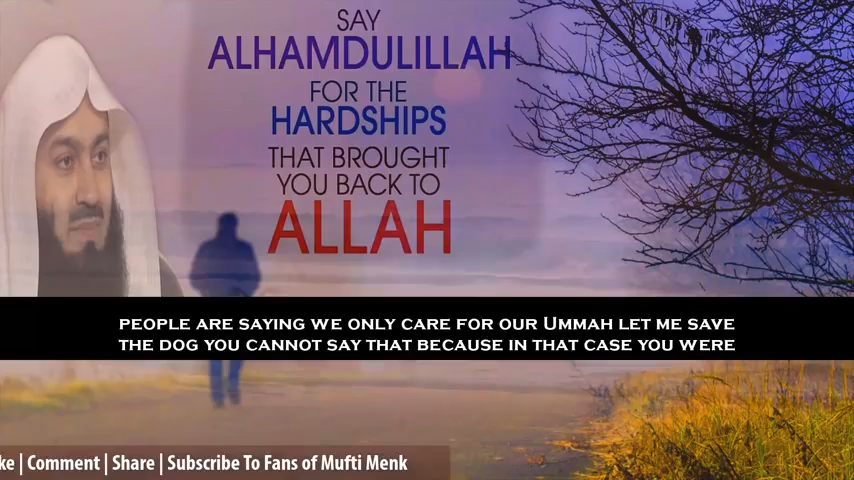 SAY
ALHAMDULILLAH
FOR THE
HARDSHIPS
THAT BROUGHT
YOU BACK TO
ALLAH
PEOPLE ARE SAYING WE ONLY CARE FOR OUR UMMAH LET ME SAVE
THE DOG YOU CANNOT SAY THAT BECAUSE IN THAT CASE YOU WERE
ke | Comment | Share | Subscribe To Fans of Mufti Menk